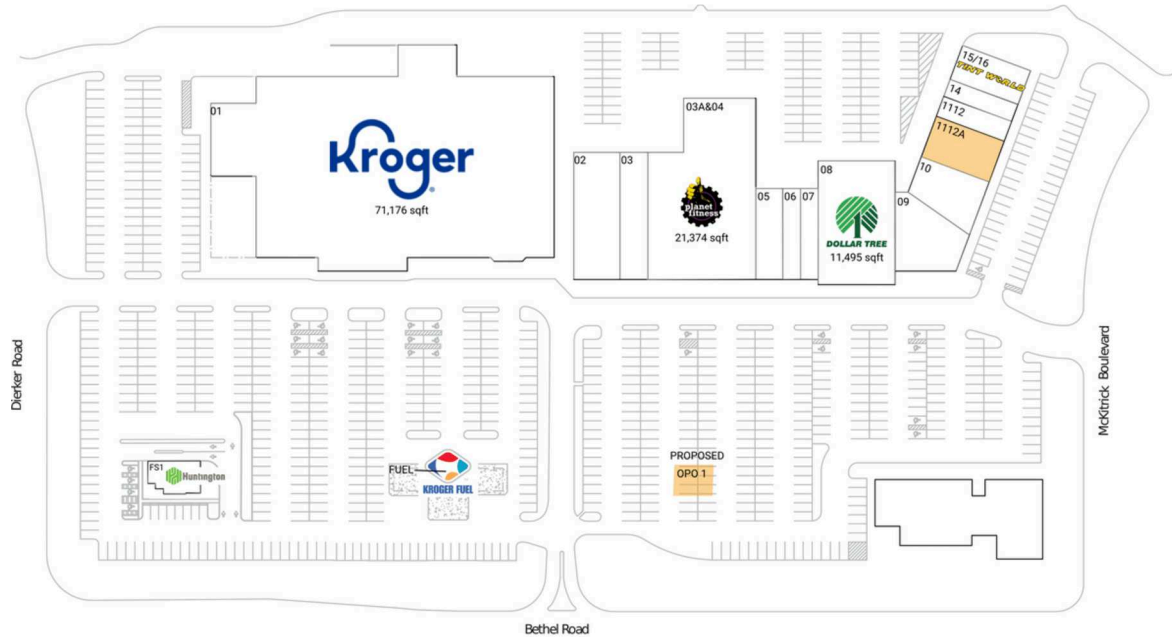 15/16
TINT WORLD
14
1112
1112A
10
01
Kroger
71,176 sqft
02
03
03A&04
planet
fitness
21,374 sqft
05
06
07
08
DOLLAR TREE
11,495 sqft
09
Dierker Road
McKitrick Boulevard
FS1
Huntington
FUEL
KROGER FUEL
PROPOSED
OPO 1
Bethel Road